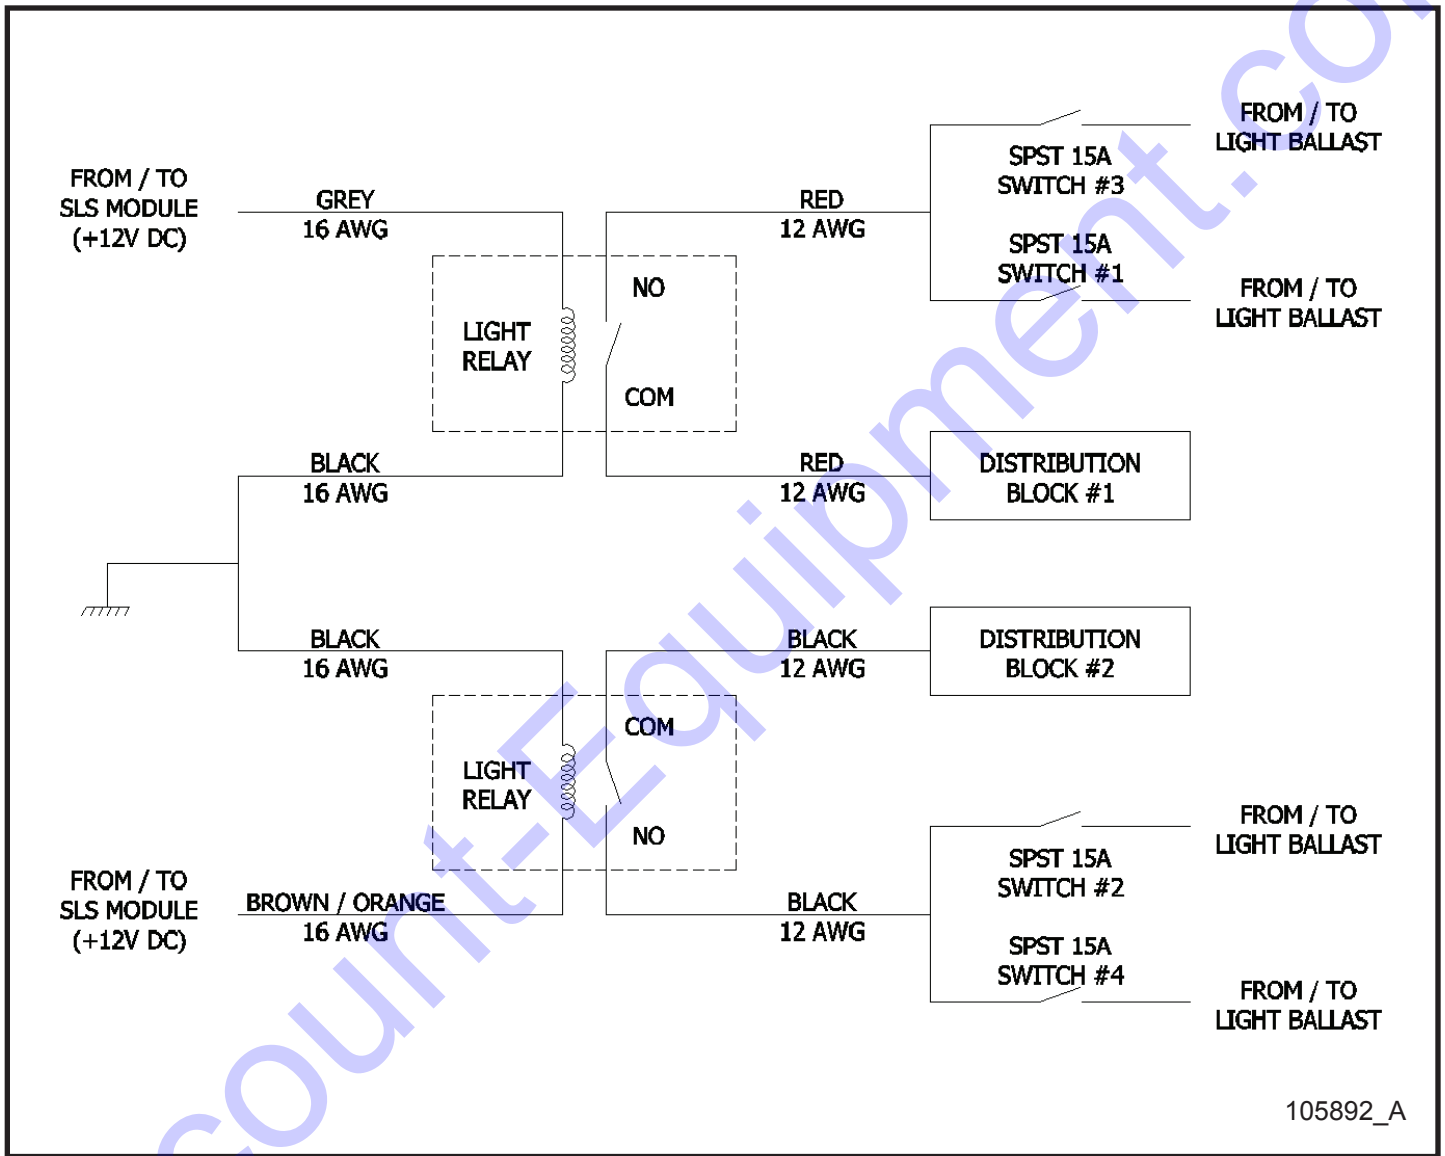 FROM / TO
LIGHT BALLAST
SPST 15A
SWITCH #3
FROM / TO
SLS MODULE
(+12V DC)
GREY
16 AWG
RED
12 AWG
SPST 15A
SWITCH #1
FROM / TO
LIGHT BALLAST
NO
LIGHT
RELAY
COM
BLACK
16 AWG
RED
12 AWG
DISTRIBUTION
BLOCK #1
BLACK
16 AWG
BLACK
12 AWG
DISTRIBUTION
BLOCK #2
COM
LIGHT
RELAY
NO
FROM / TO
LIGHT BALLAST
SPST 15A
SWITCH #2
FROM / TO
SLS MODULE
(+12V DC)
BROWN / ORANGE
16 AWG
BLACK
12 AWG
SPST 15A
SWITCH #4
FROM / TO
LIGHT BALLAST
105892_A
count-Equipment.co